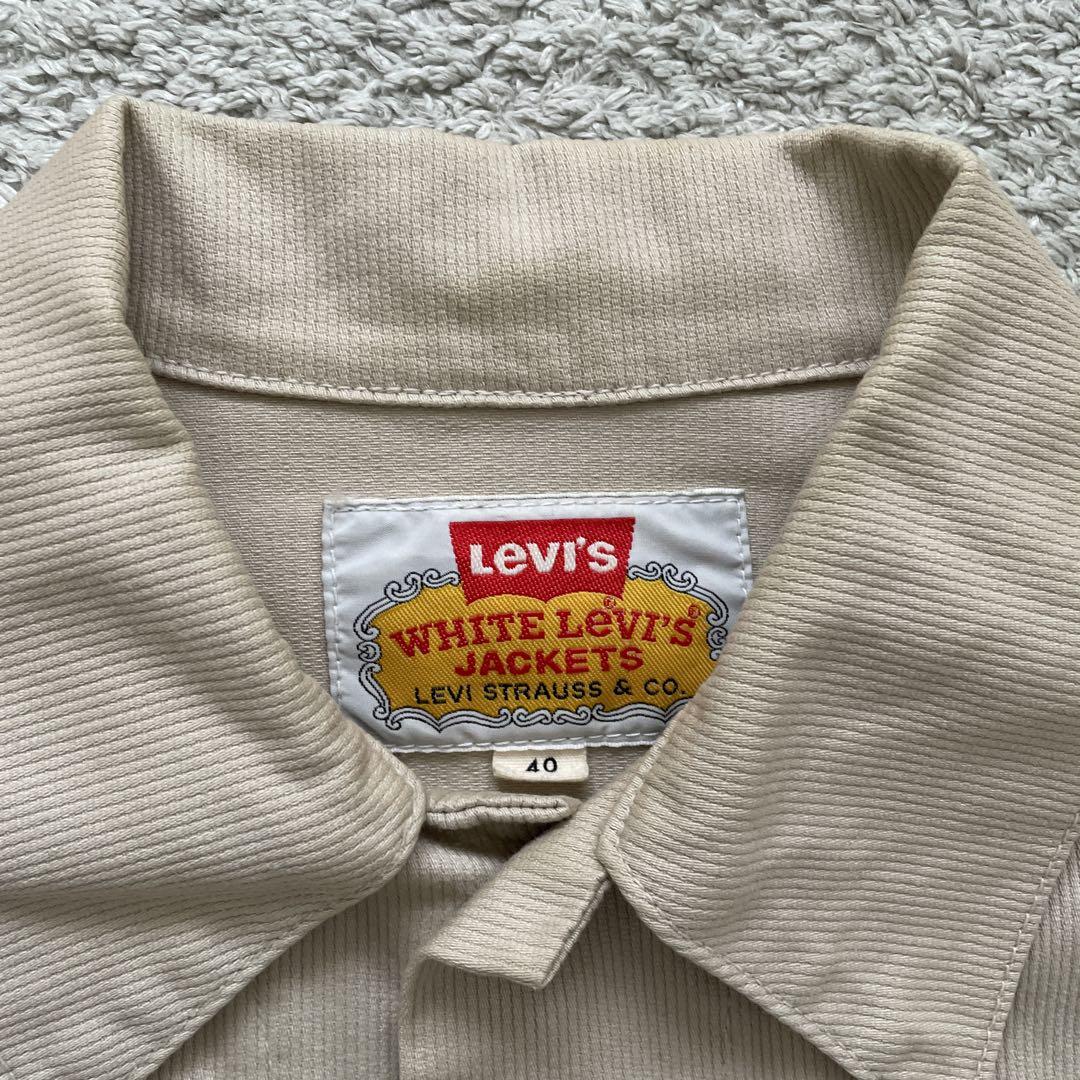 LEVI'S
WHITE LEVI'S®
JACKETS
LEVI STRAUSS & CO.
40